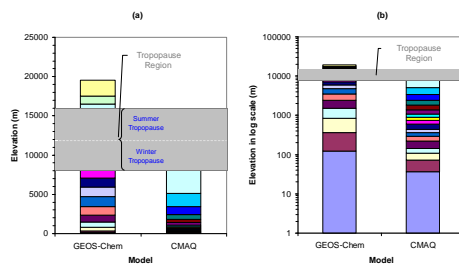 (a)
Tropopause
Region
25000
20000
15000
10000
5000
0
Elevation (m)
Summer
Tropopause
Winter
Tropopause
GEOS-Chem
CMAQ
Model
(b)
Tropopause
Region
100000
10000
1000
100
10
1
Elevation in log scale (m)
GEOS-Chem
CMAQ
Model